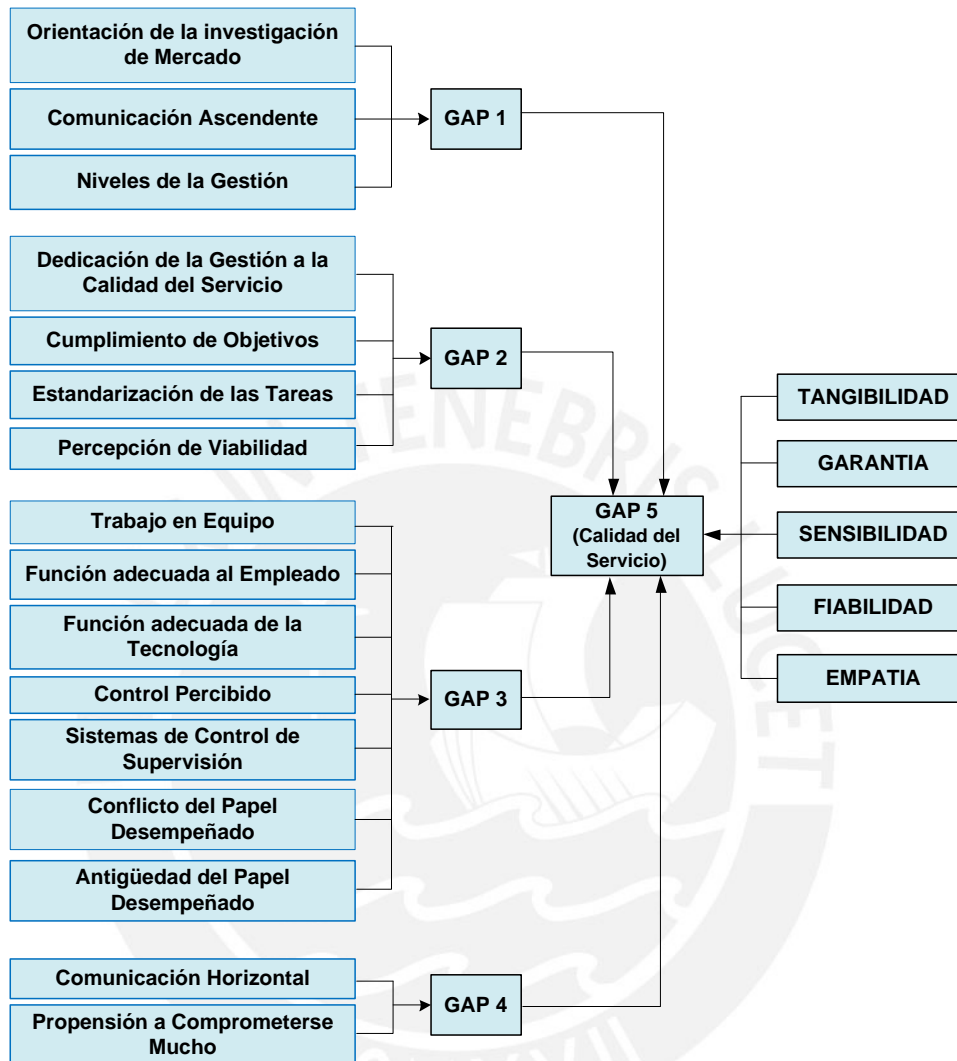 Orientación de la investigación
de Mercado
Comunicación Ascendente
Niveles de la Gestión
GAP 1
Dedicación de la Gestión a la
Calidad del Servicio
Cumplimiento de Objetivos
Estandarización de las Tareas
Percepción de Viabilidad
GAP 2
Trabajo en Equipo
Función adecuada al Empleado
Función adecuada de la
Tecnología
Control Percibido
Sistemas de Control de
Supervisión
Conflicto del Papel
Desempeñado
Antigüedad del Papel
Desempeñado
GAP 3
Comunicación Horizontal
Propensión a Comprometerse
Mucho
GAP 4
GAP 5
(Calidad del
Servicio)
TANGIBILIDAD
GARANTIA
SENSIBILIDAD
FIABILIDAD
EMPATIA
INTENEBRIS LUCET